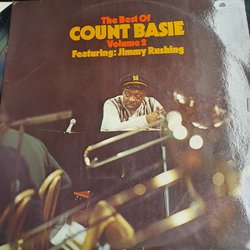 The Best Of
COUNT BASIE
Volume 2
Featuring: Jimmy Rushing